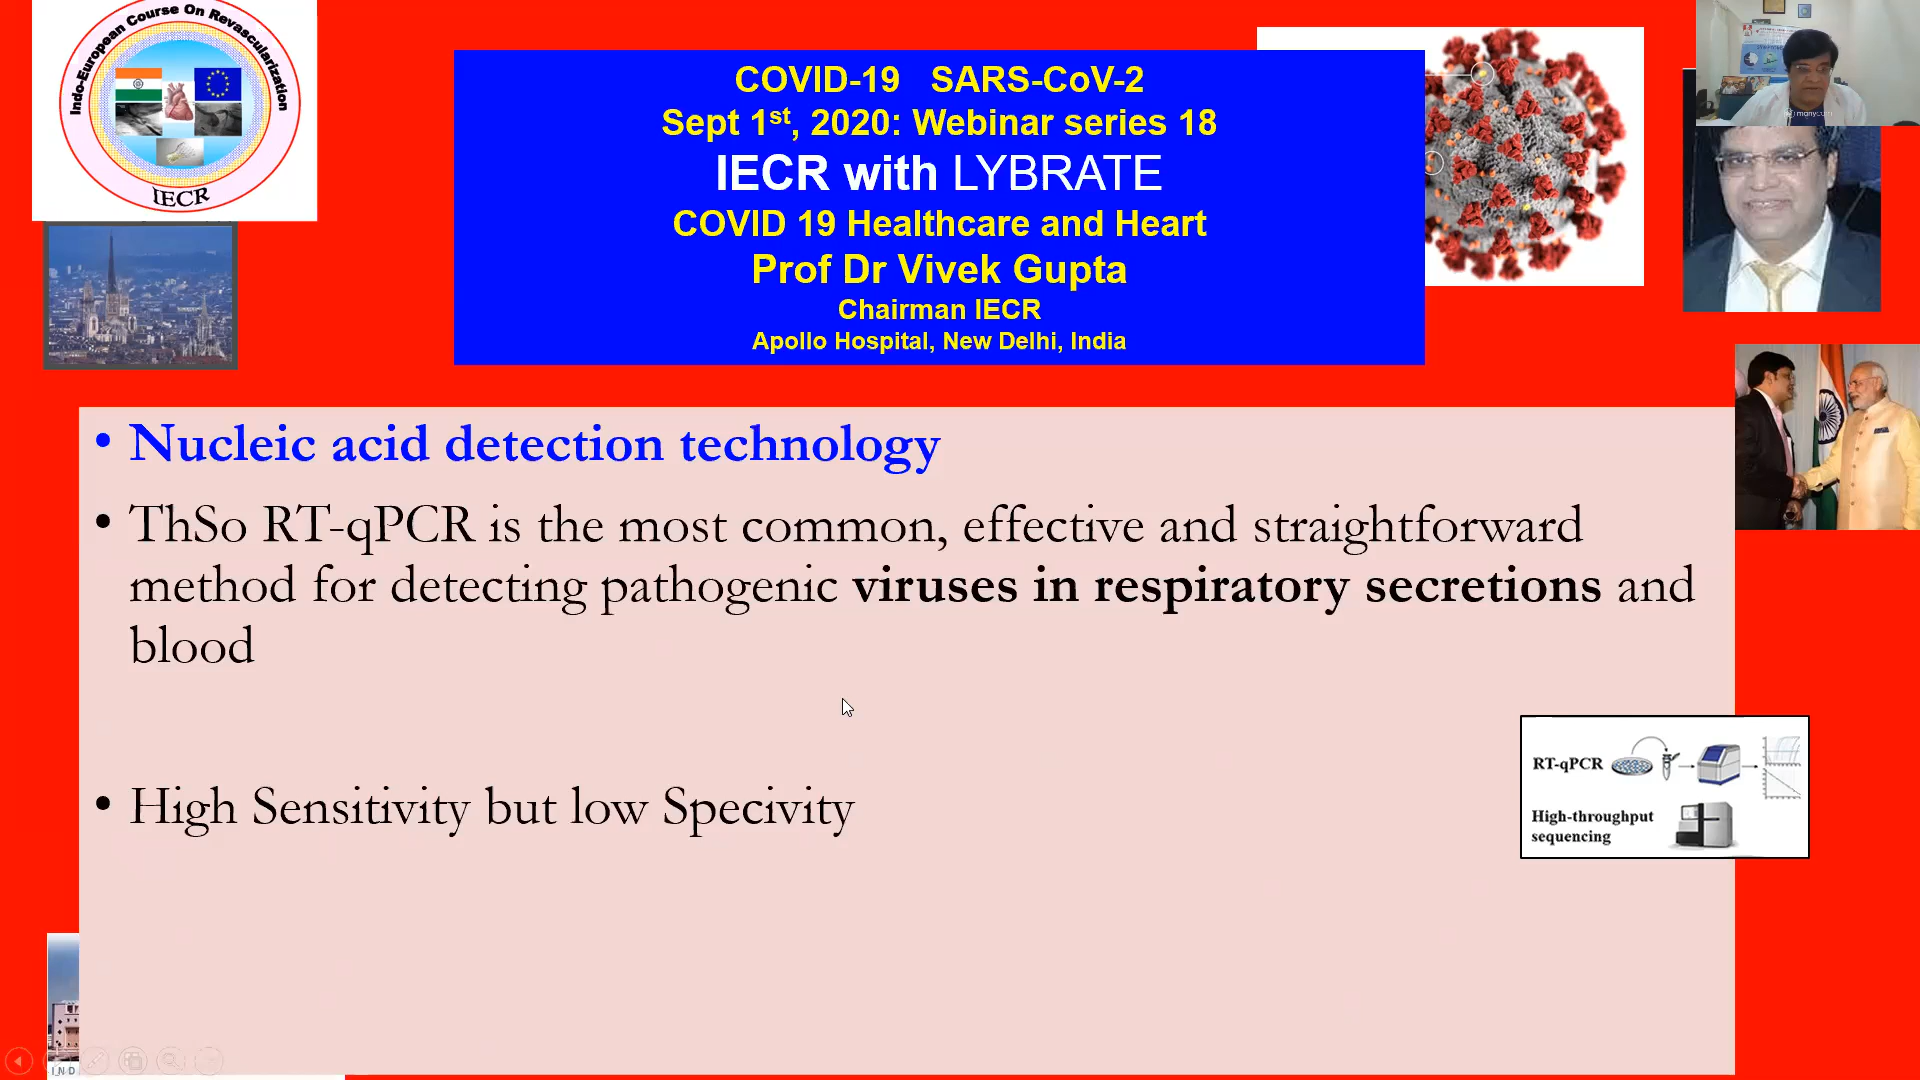 Indo-European Course On Revascularization
IECR
COVID-19 SARS-CoV-2
Sept 1st, 2020: Webinar series 18
IECR with LYBRATE
COVID 19 Healthcare and Heart
Prof Dr Vivek Gupta
Chairman IECR
Apollo Hospital, New Delhi, India
• Nucleic acid detection technology
• ThSo RT-qPCR is the most common, effective and straightforward
method for detecting pathogenic viruses in respiratory secretions and
blood
• High Sensitivity but low Specivity
RT-qPCR
High-throughput
sequencing